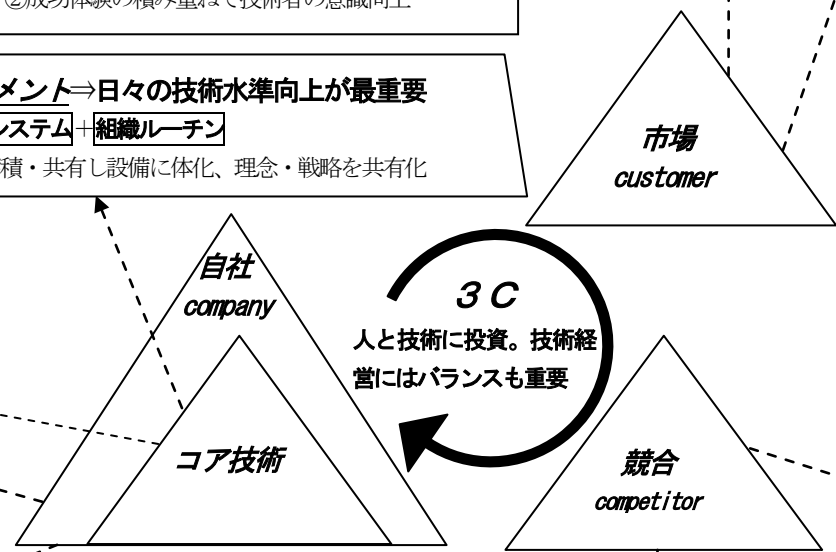 ②成功体験の積み重ねで技術者の意識向上
メント⇒日々の技術水準向上が最重要
システム＋組織ルーチン
積・共有し設備に体化、理念・戦略を共有化
市場
customer
自社
company
３Ｃ
人と技術に投資。技術経
営にはバランスも重要
コア技術
競合
competitor